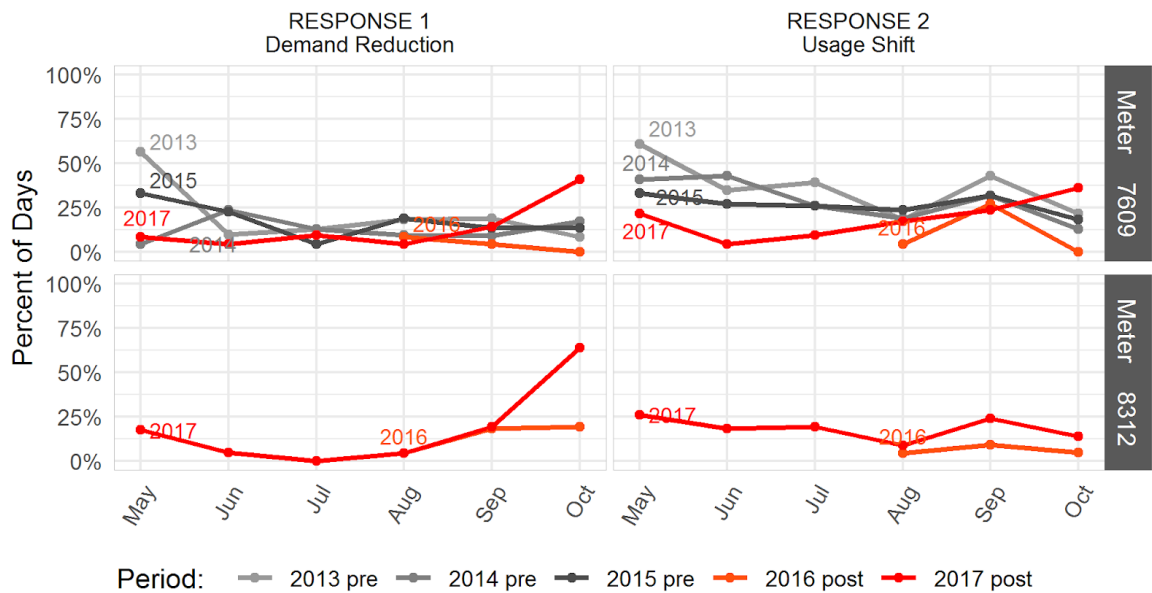 RESPONSE 1
Demand Reduction
RESPONSE 2
Usage Shift
Percent of Days
100%
75%
50%
25%
0%
2013
2015
2017
2014
2016
2013
2014
2015
2017
2016
Meter 7609
100%
75%
50%
25%
0%
2017
2016
2017
2016
Meter 8312
May
Jun
Jul
Aug
Sep
Oct
May
Jun
Jul
Aug
Sep
Oct
Period: 2013 pre 2014 pre 2015 pre 2016 post 2017 post